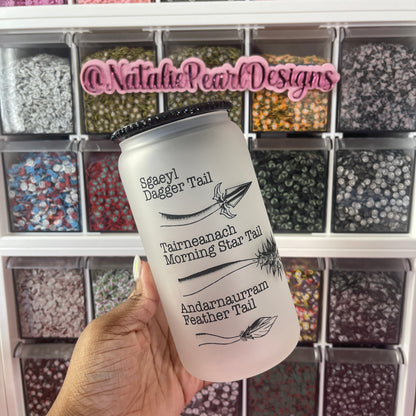 @NataliePearlDesigns
Sgaeyl
Dagger Tail
Tairneanach
Morning Star Tail
Andarnaurram
Feather Tail